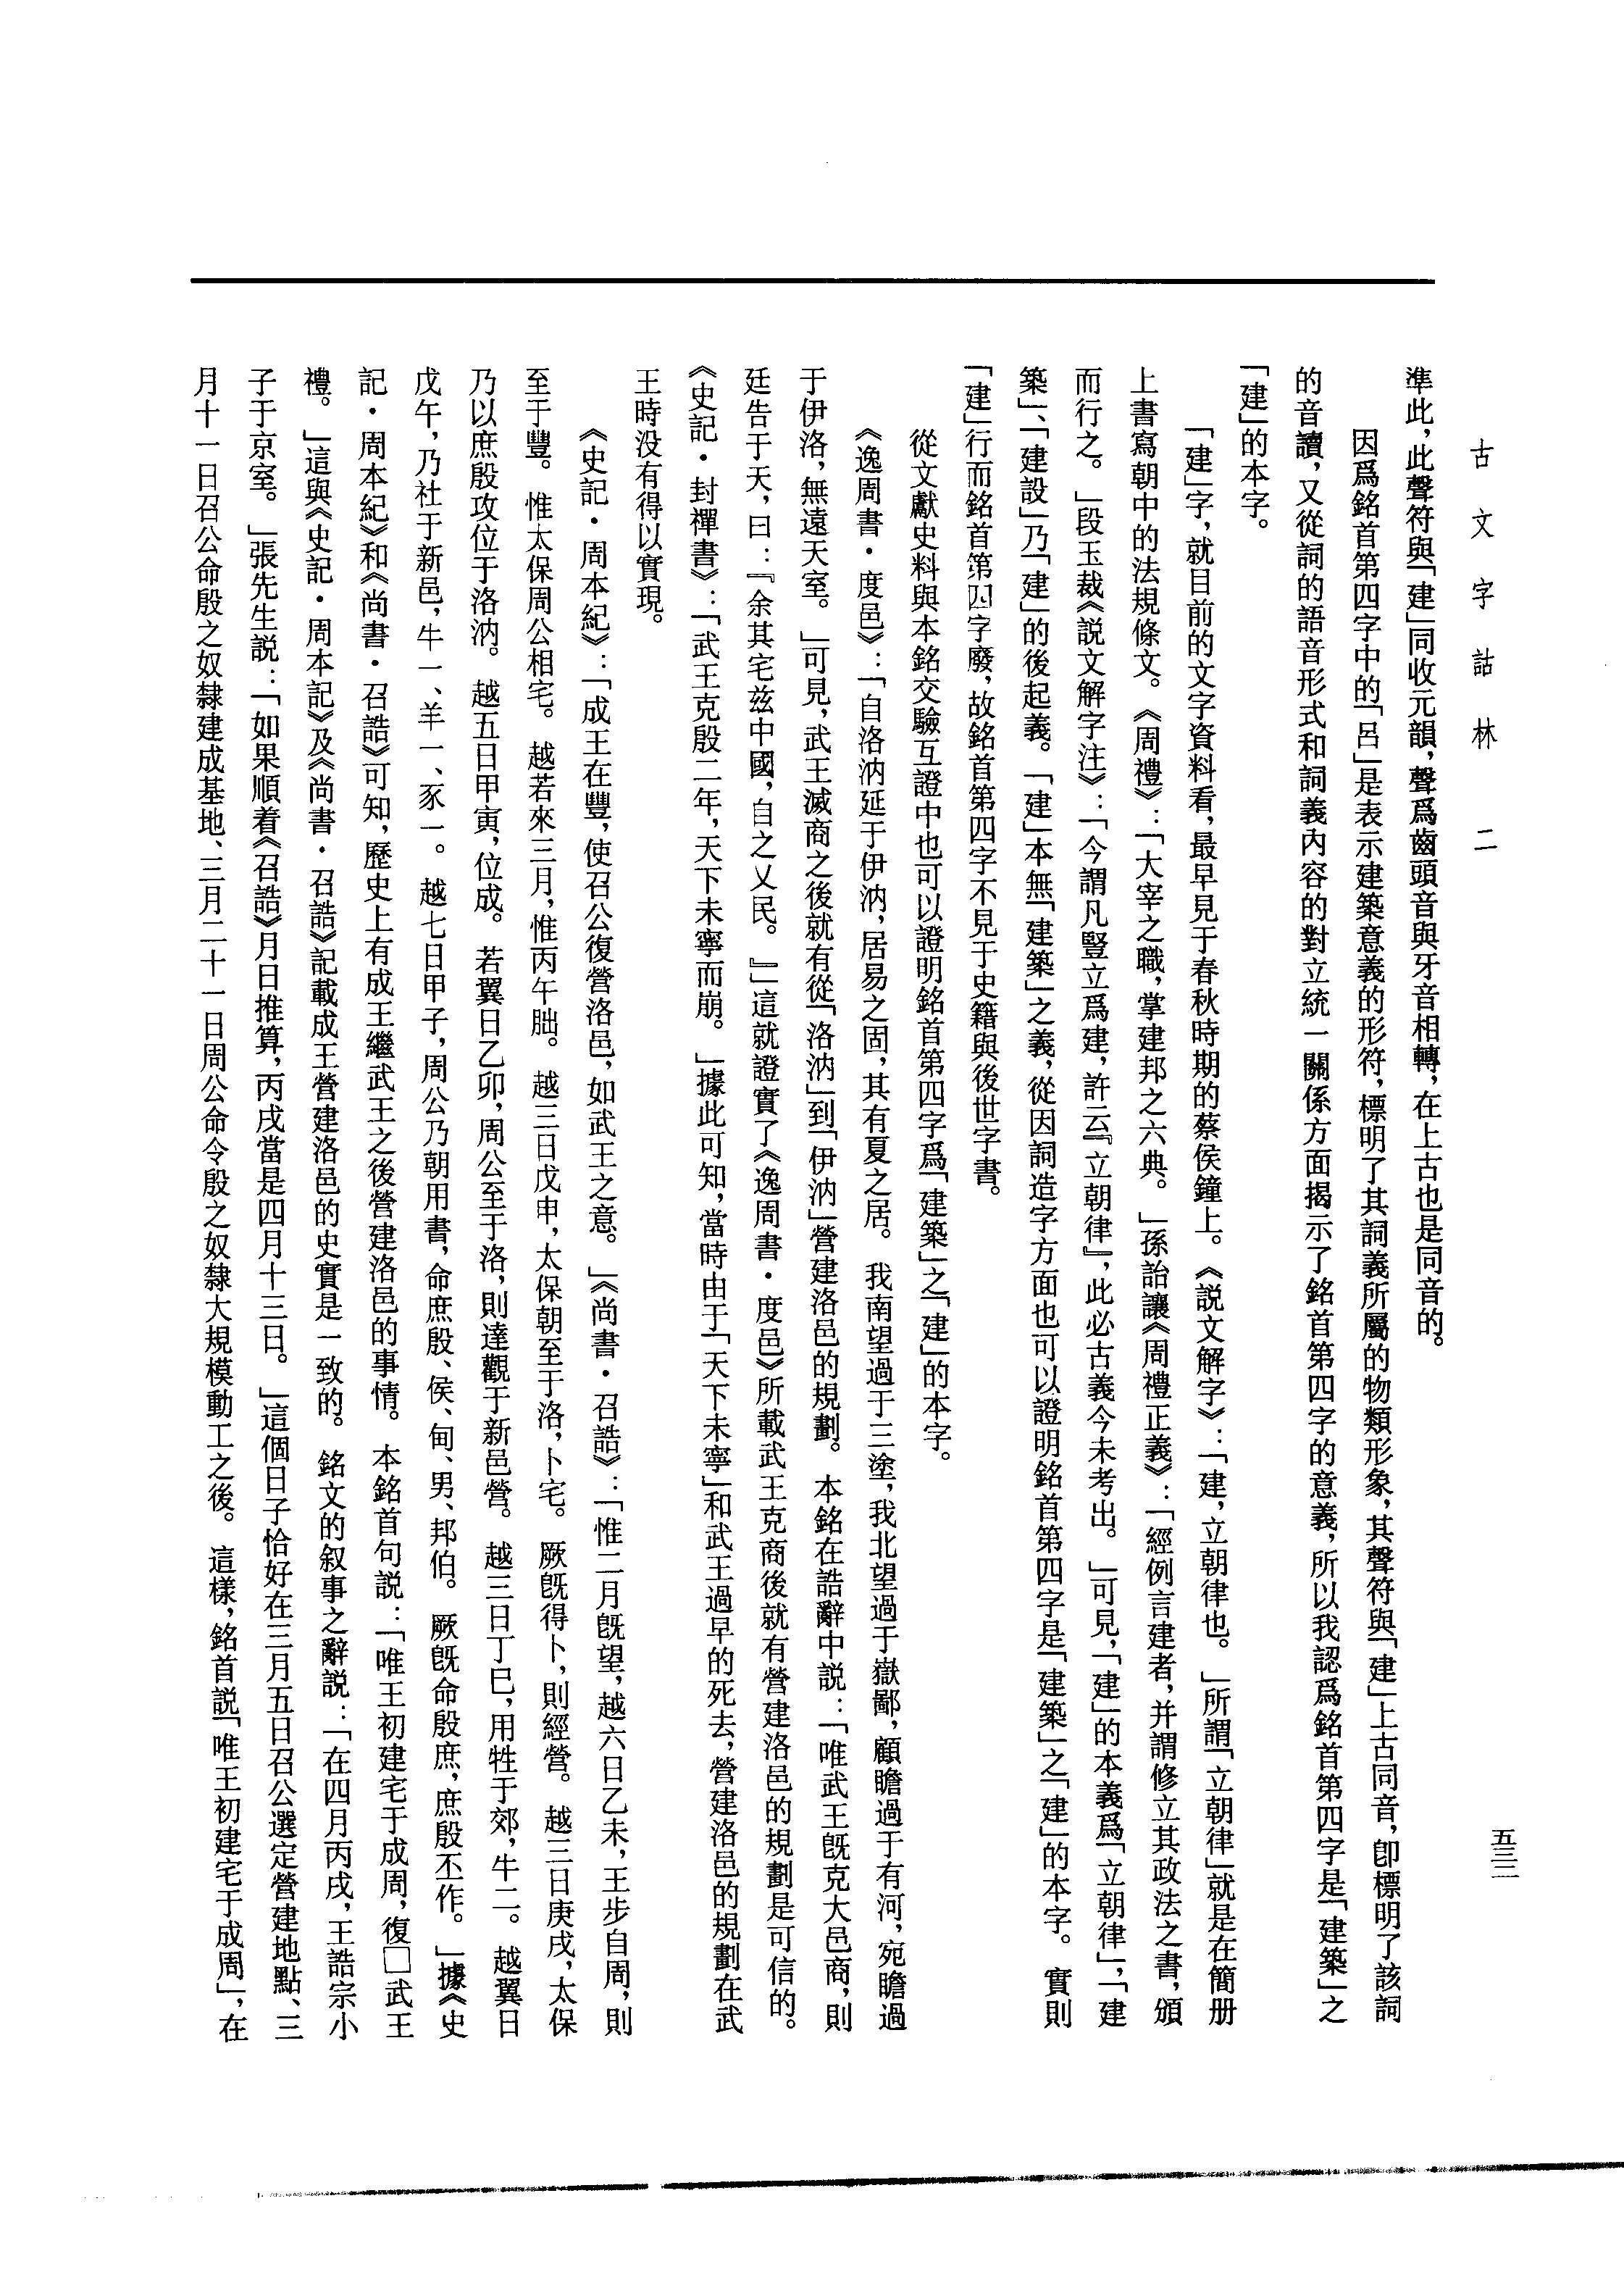 古文字詁林 二
五三二
準此，此聲符與「建」同收元韻，聲爲齒頭音與牙音相轉，在上古也是同音的。
因爲銘首第四字中的「呂」是表示建築意義的形符，標明了其詞義所屬的物類形象，其聲符與「建」上古同音，卽標明了該詞
的音讀，又從詞的語音形式和詞義內容的對立統一關係方面揭示了銘首第四字的意義，所以我認爲銘首第四字是「建築」之
「建」的本字。
「建」字，就目前的文字資料看，最早見于春秋時期的蔡侯鐘上。《説文解字》：「建，立朝律也。」所謂「立朝律」就是在簡册
上書寫朝中的法規條文。《周禮》：「大宰之職，掌建邦之六典。」孫詒讓《周禮正義》：「經例言建者，并謂修立其政法之書，頒
而行之。」段玉裁《説文解字注》：「今謂凡豎立爲建，許云『立朝律』，此必古義今未考出。」可見，「建」的本義爲「立朝律」，「建
築」、「建設」乃「建」的後起義。「建」本無「建築」之義，從因詞造字方面也可以證明銘首第四字是「建築」之「建」的本字。實則
「建」行而銘首第四字廢，故銘首第四字不見于史籍與後世字書。
從文獻史料與本銘交驗互證中也可以證明銘首第四字爲「建築」之「建」的本字。
《逸周書·度邑》：「自洛汭延于伊汭，居易之固，其有夏之居。我南望過于三塗，我北望過于嶽鄙，顧瞻過于有河，宛瞻過
于伊洛，無遠天室。」可見，武王滅商之後就有從「洛汭」到「伊汭」營建洛邑的規劃。本銘在誥辭中説：「唯武王旣克大邑商，則
廷告于天，曰：『余其宅兹中國，自之乂民。』」這就證實了《逸周書·度邑》所載武王克商後就有營建洛邑的規劃是可信的。
《史記·封禪書》：「武王克殷二年，天下未寧而崩。」據此可知，當時由于「天下未寧」和武王過早的死去，營建洛邑的規劃在武
王時没有得以實現。
《史記·周本紀》：「成王在豐，使召公復營洛邑，如武王之意。」《尚書·召誥》：「惟二月旣望，越六日乙未，王步自周，則
至于豐。惟太保周公相宅。越若來三月，惟丙午朏。越三日戊申，太保朝至于洛，卜宅。厥旣得卜，則經營。越三日庚戌，太保
乃以庶殷攻位于洛汭。越五日甲寅，位成。若翼日乙卯，周公至于洛，則達觀于新邑營。越三日丁巳，用牲于郊，牛二。越翼日
戊午，乃社于新邑，牛一、羊一、豕一。越七日甲子，周公乃朝用書，命庶殷、侯、甸、男、邦伯。厥旣命殷庶，庶殷丕作。」據《史
記·周本紀》和《尚書·召誥》可知，歷史上有成王繼武王之後營建洛邑的事情。本銘首句説：「唯王初建宅于成周，復□武王
禮。」這與《史記·周本記》及《尚書·召誥》記載成王營建洛邑的史實是一致的。銘文的叙事之辭説：「在四月丙戌，王誥宗小
子于京室。」張先生説：「如果順着《召誥》月日推算，丙戌當是四月十三日。」這個日子恰好在三月五日召公選定營建地點、三
月十一日召公命殷之奴隸建成基地、三月二十一日周公命令殷之奴隸大規模動工之後。這樣，銘首説「唯王初建宅于成周」，在